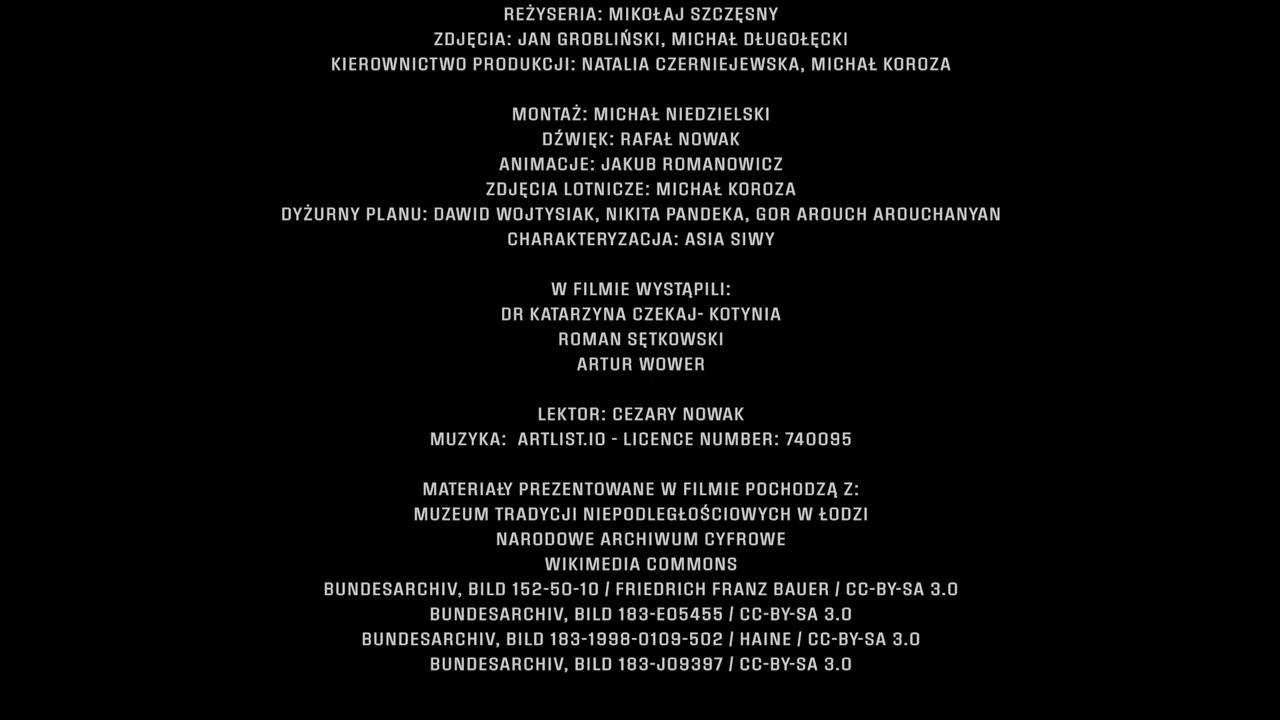 REŻYSERIA: MIKOŁAJ SZCZĘSNY
ZDJĘCIA: JAN GROBLIŃSKI, MICHAŁ DŁUGOŁĘCKI
KIEROWNICTWO PRODUKCJI: NATALIA CZERNIEJEWSKA, MICHAŁ KOROZA
MONTAŻ: MICHAŁ NIEDZIELSKI
DŹWIĘK: RAFAŁ NOWAK
ANIMACJE: JAKUB ROMANOWICZ
ZDJĘCIA LOTNICZE: MICHAŁ KOROZA
DYŻURNY PLANU: DAWID WOJTYSIAK, NIKITA PANDEKA, GOR AROUCH AROUCHANYAN
CHARAKTERYZACJA: ASIA SIWY
W FILMIE WYSTĄPILI:
DR KATARZYNA CZEKAJ- KOTYNIA
ROMAN SĘTKOWSKI
ARTUR WOWER
LEKTOR: CEZARY NOWAK
MUZYKA:  ARTLIST.IO - LICENCE NUMBER: 740095
MATERIAŁY PREZENTOWANE W FILMIE POCHODZĄ Z:
MUZEUM TRADYCJI NIEPODLEGŁOŚCIOWYCH W ŁODZI
NARODOWE ARCHIWUM CYFROWE
WIKIMEDIA COMMONS
BUNDESARCHIV, BILD 152-50-10 / FRIEDRICH FRANZ BAUER / CC-BY-SA 3.0
BUNDESARCHIV, BILD 183-E05455 / CC-BY-SA 3.0
BUNDESARCHIV, BILD 183-1998-0109-502 / HAINE / CC-BY-SA 3.0
BUNDESARCHIV, BILD 183-J09397 / CC-BY-SA 3.0